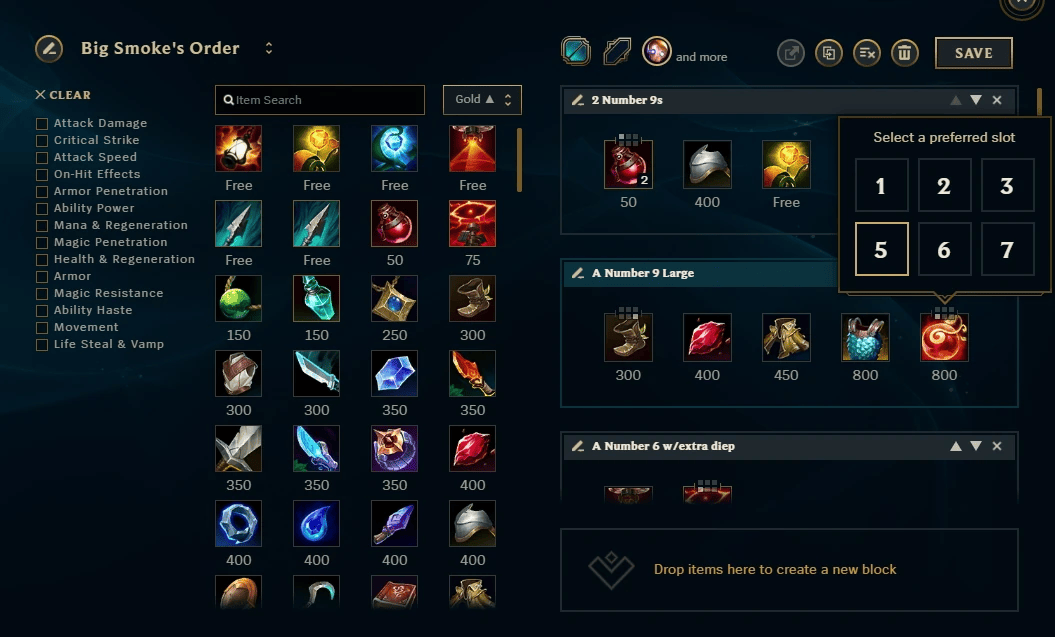 Big Smoke's Order
and more
SAVE
CLEAR
Attack Damage
Critical Strike
Attack Speed
On-Hit Effects
Armor Penetration
Ability Power
Mana & Regeneration
Magic Penetration
Health & Regeneration
Armor
Magic Resistance
Ability Haste
Movement
Life Steal & Vamp
Item Search
Gold ▲
Free Free Free Free
Free Free 50 75
150 150 250 300
300 300 350 350
350 350 350 400
400 400 400 400
2 Number 9s
2
50 400 Free
Select a preferred slot
1 2 3
5 6 7
A Number 9 Large
300 400 450 800 800
A Number 6 w/extra diep
Drop items here to create a new block